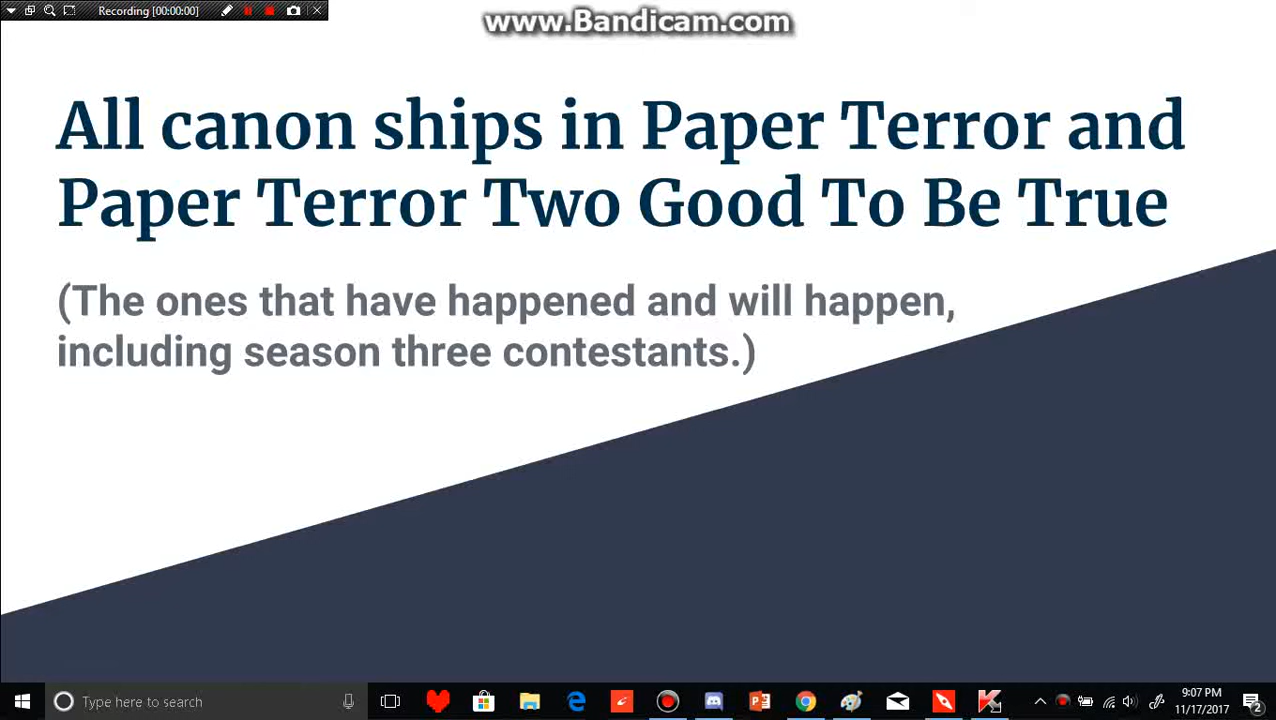 Recording [00:00:00]
www.Bandicam.com
All canon ships in Paper Terror and
Paper Terror Two Good To Be True
(The ones that have happened and will happen,
including season three contestants.)
Type here to search
8:07 PM
11/17/2017
2